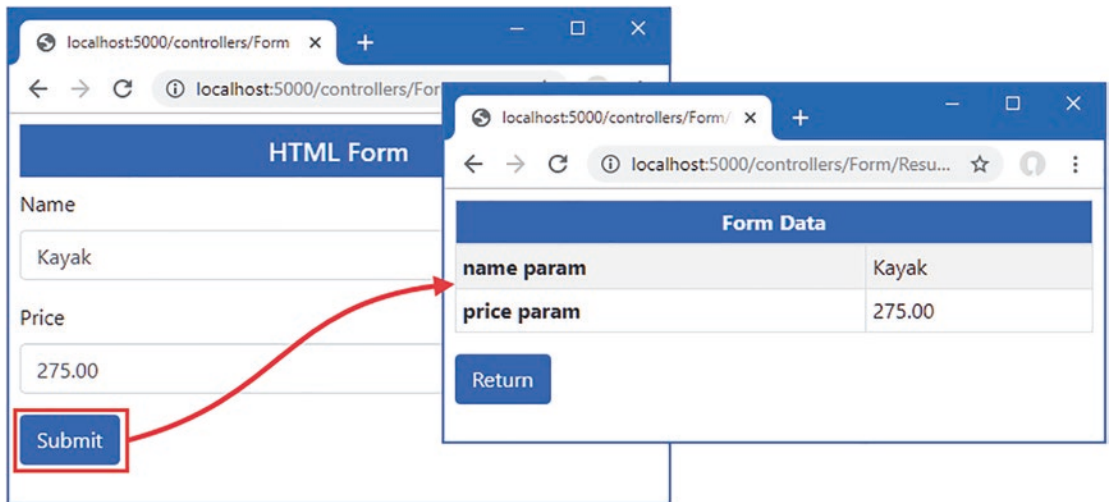 localhost:5000/controllers/Form
localhost:5000/controllers/For
HTML Form
Name
Kayak
Price
275.00
Submit
localhost:5000/controllers/Form/
localhost:5000/controllers/Form/Resu...
Form Data
name param Kayak
price param 275.00
Return